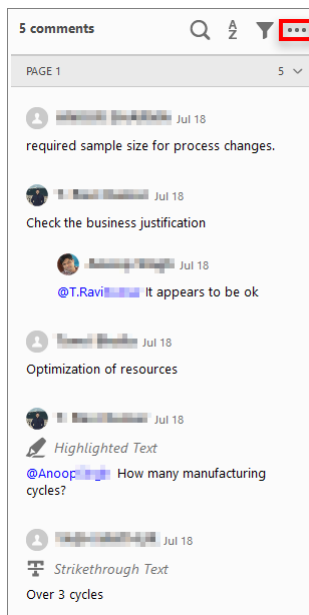 5 comments
A
Z
PAGE 1
5
Jul 18
required sample size for process changes.
Jul 18
Check the business justification
Jul 18
@T.Ravi It appears to be ok
Jul 18
Optimization of resources
Jul 18
Highlighted Text
@Anoop How many manufacturing
cycles?
Jul 18
Strikethrough Text
Over 3 cycles